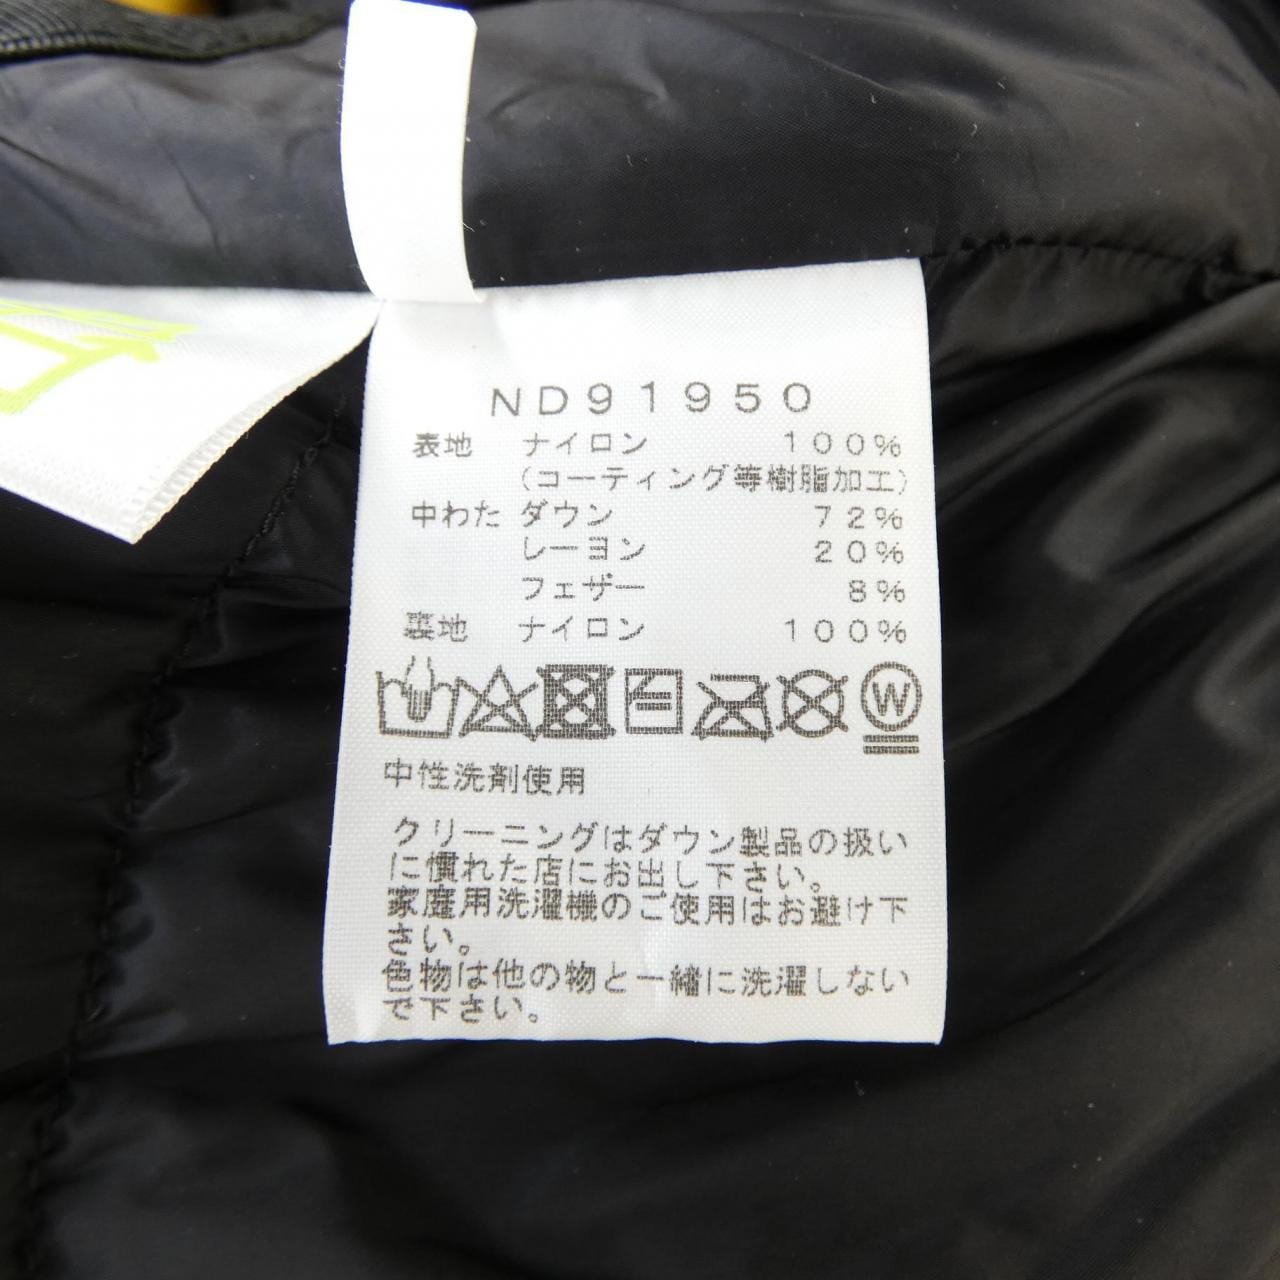 ND91950
表地 ナイロン 100%
(コーティング等樹脂加工)
中わた ダウン 72%
レーヨン 20%
フェザー 8%
裏地 ナイロン 100%
W
中性洗剤使用
クリーニングはダウン製品の扱い
に慣れた店にお出し下さい。
家庭用洗濯機のご使用はお避け下
さい。
色物は他の物と一緒に洗濯しない
で下さい。